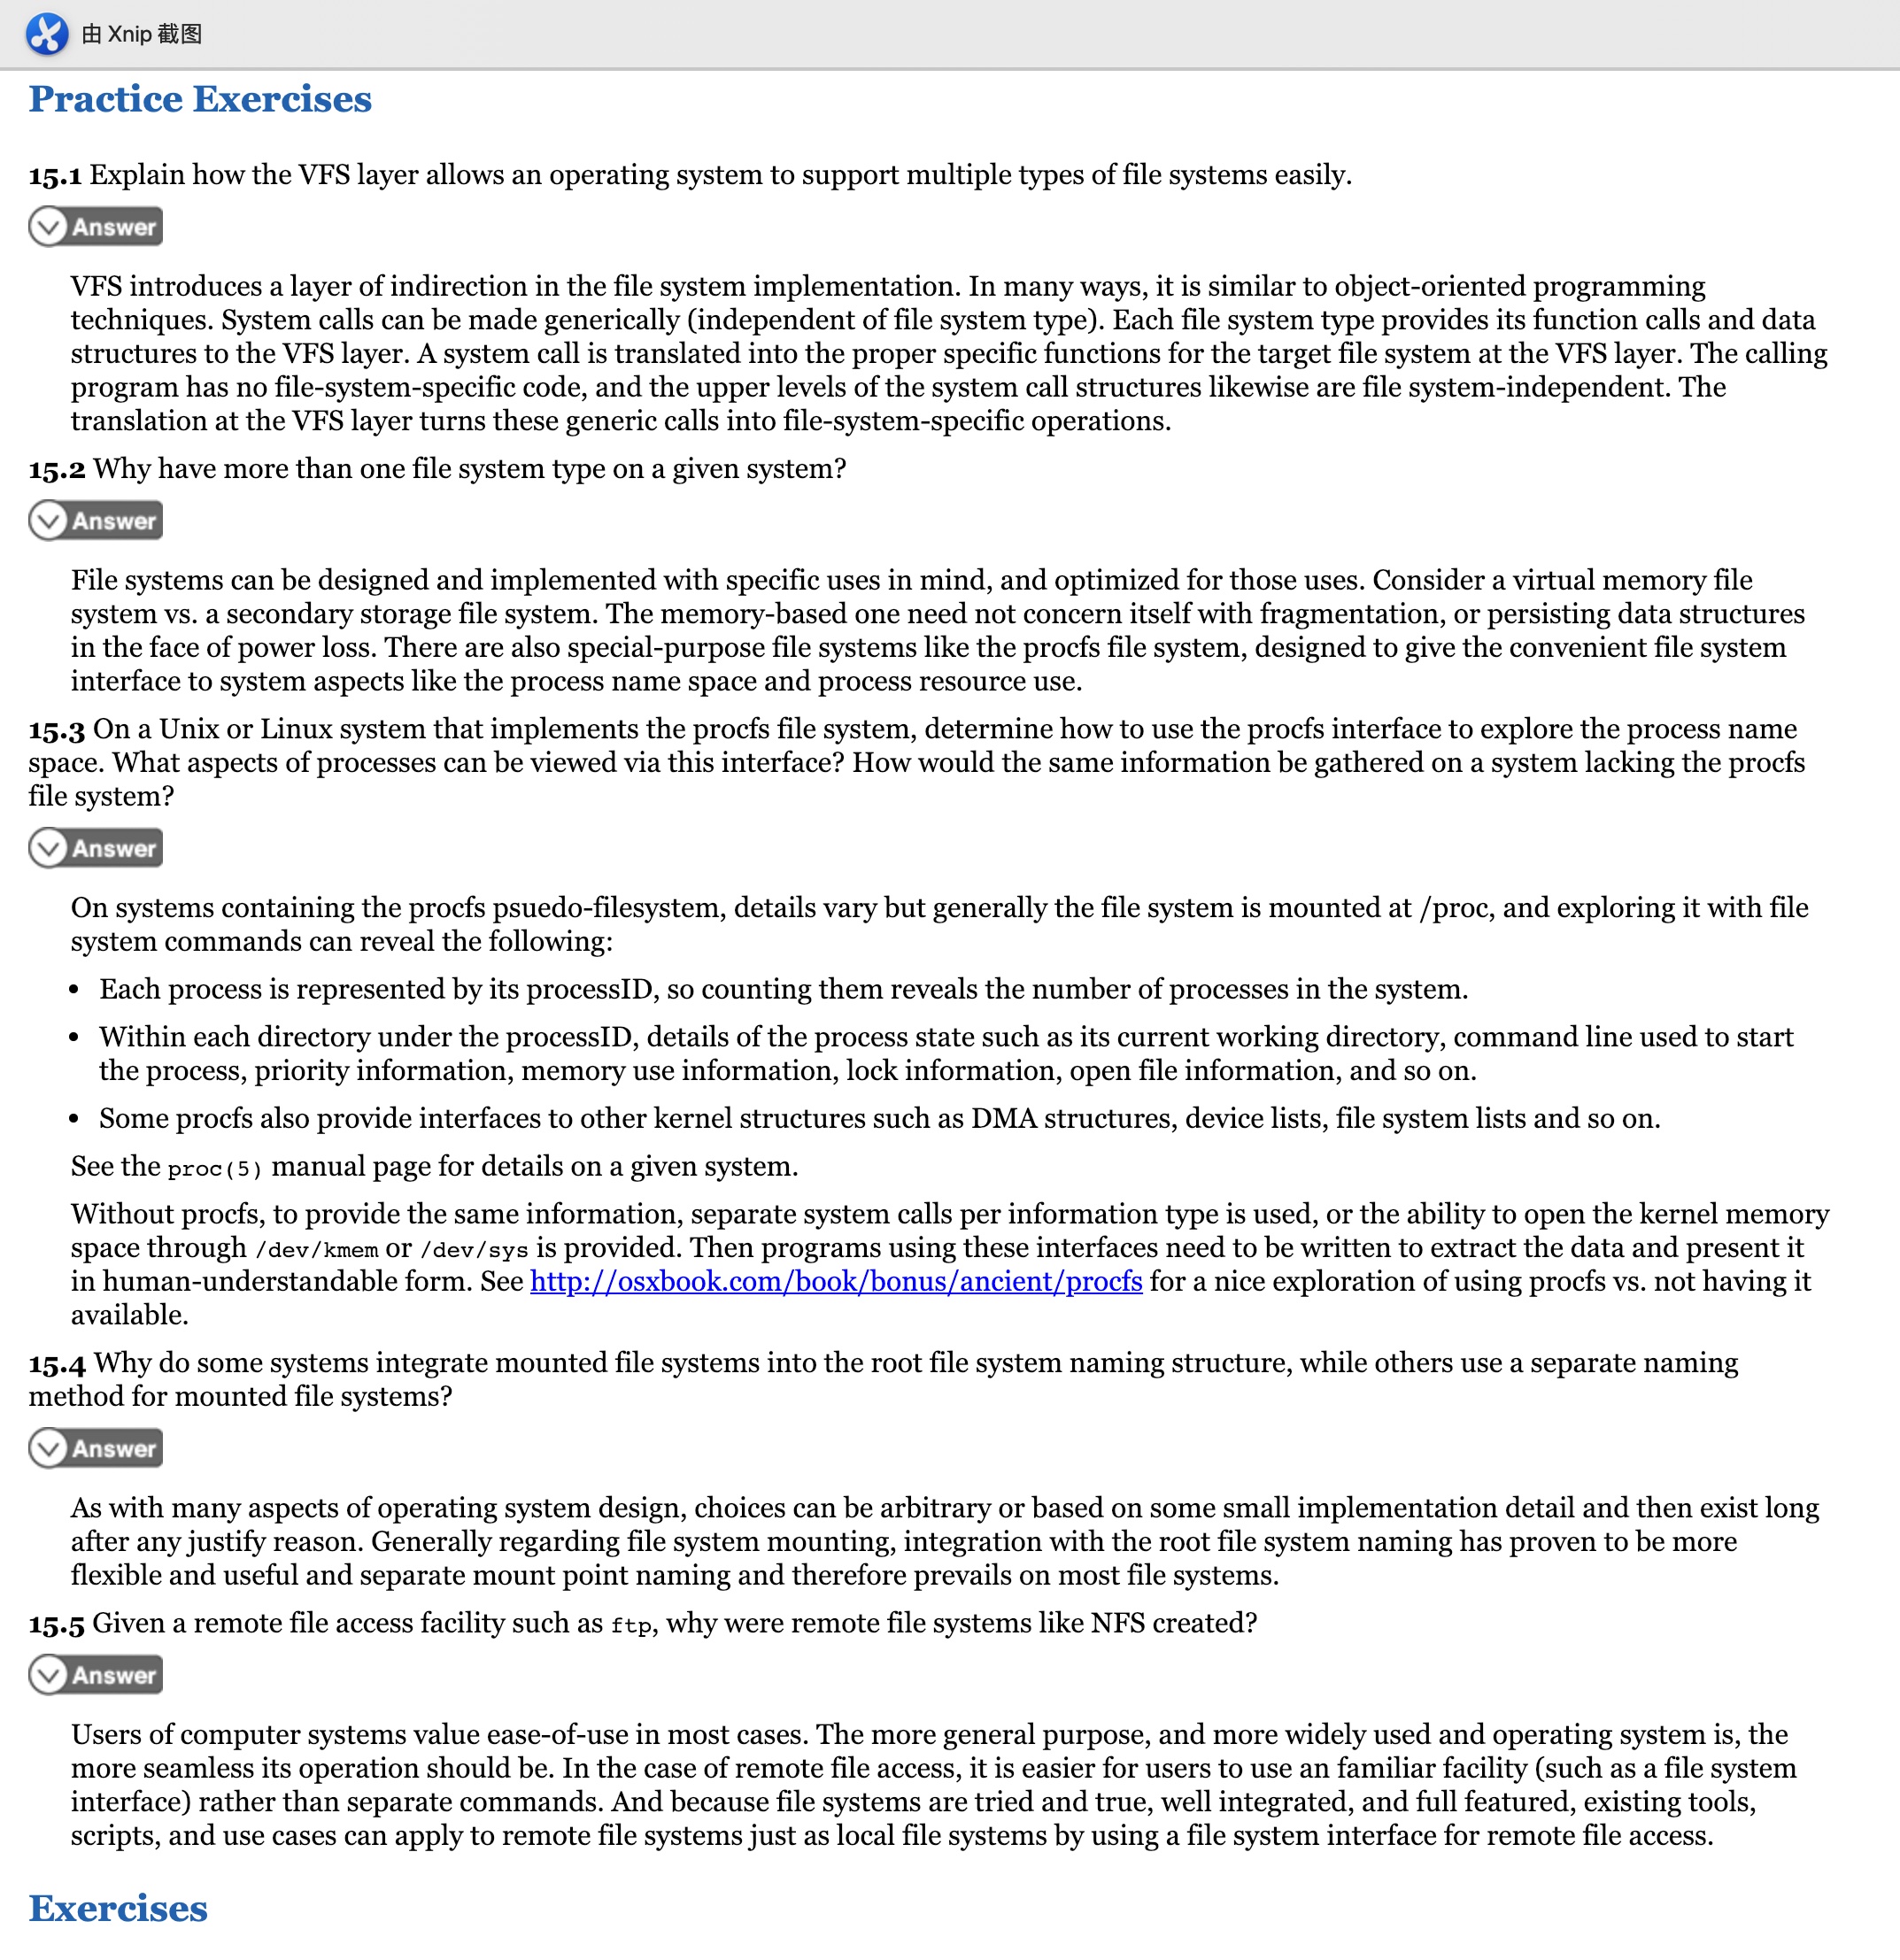 由 Xnip 截图
Practice Exercises
15.1 Explain how the VFS layer allows an operating system to support multiple types of file systems easily.
Answer
VFS introduces a layer of indirection in the file system implementation. In many ways, it is similar to object-oriented programming
techniques. System calls can be made generically (independent of file system type). Each file system type provides its function calls and data
structures to the VFS layer. A system call is translated into the proper specific functions for the target file system at the VFS layer. The calling
program has no file-system-specific code, and the upper levels of the system call structures likewise are file system-independent. The
translation at the VFS layer turns these generic calls into file-system-specific operations.
15.2 Why have more than one file system type on a given system?
Answer
File systems can be designed and implemented with specific uses in mind, and optimized for those uses. Consider a virtual memory file
system vs. a secondary storage file system. The memory-based one need not concern itself with fragmentation, or persisting data structures
in the face of power loss. There are also special-purpose file systems like the procfs file system, designed to give the convenient file system
interface to system aspects like the process name space and process resource use.
15.3 On a Unix or Linux system that implements the procfs file system, determine how to use the procfs interface to explore the process name
space. What aspects of processes can be viewed via this interface? How would the same information be gathered on a system lacking the procfs
file system?
Answer
On systems containing the procfs psuedo-filesystem, details vary but generally the file system is mounted at /proc, and exploring it with file
system commands can reveal the following:
• Each process is represented by its processID, so counting them reveals the number of processes in the system.
• Within each directory under the processID, details of the process state such as its current working directory, command line used to start
the process, priority information, memory use information, lock information, open file information, and so on.
• Some procfs also provide interfaces to other kernel structures such as DMA structures, device lists, file system lists and so on.
See the proc(5) manual page for details on a given system.
Without procfs, to provide the same information, separate system calls per information type is used, or the ability to open the kernel memory
space through /dev/kmem or /dev/sys is provided. Then programs using these interfaces need to be written to extract the data and present it
in human-understandable form. See http://osxbook.com/book/bonus/ancient/procfs for a nice exploration of using procfs vs. not having it
available.
15.4 Why do some systems integrate mounted file systems into the root file system naming structure, while others use a separate naming
method for mounted file systems?
Answer
As with many aspects of operating system design, choices can be arbitrary or based on some small implementation detail and then exist long
after any justify reason. Generally regarding file system mounting, integration with the root file system naming has proven to be more
flexible and useful and separate mount point naming and therefore prevails on most file systems.
15.5 Given a remote file access facility such as ftp, why were remote file systems like NFS created?
Answer
Users of computer systems value ease-of-use in most cases. The more general purpose, and more widely used and operating system is, the
more seamless its operation should be. In the case of remote file access, it is easier for users to use an familiar facility (such as a file system
interface) rather than separate commands. And because file systems are tried and true, well integrated, and full featured, existing tools,
scripts, and use cases can apply to remote file systems just as local file systems by using a file system interface for remote file access.
Exercises